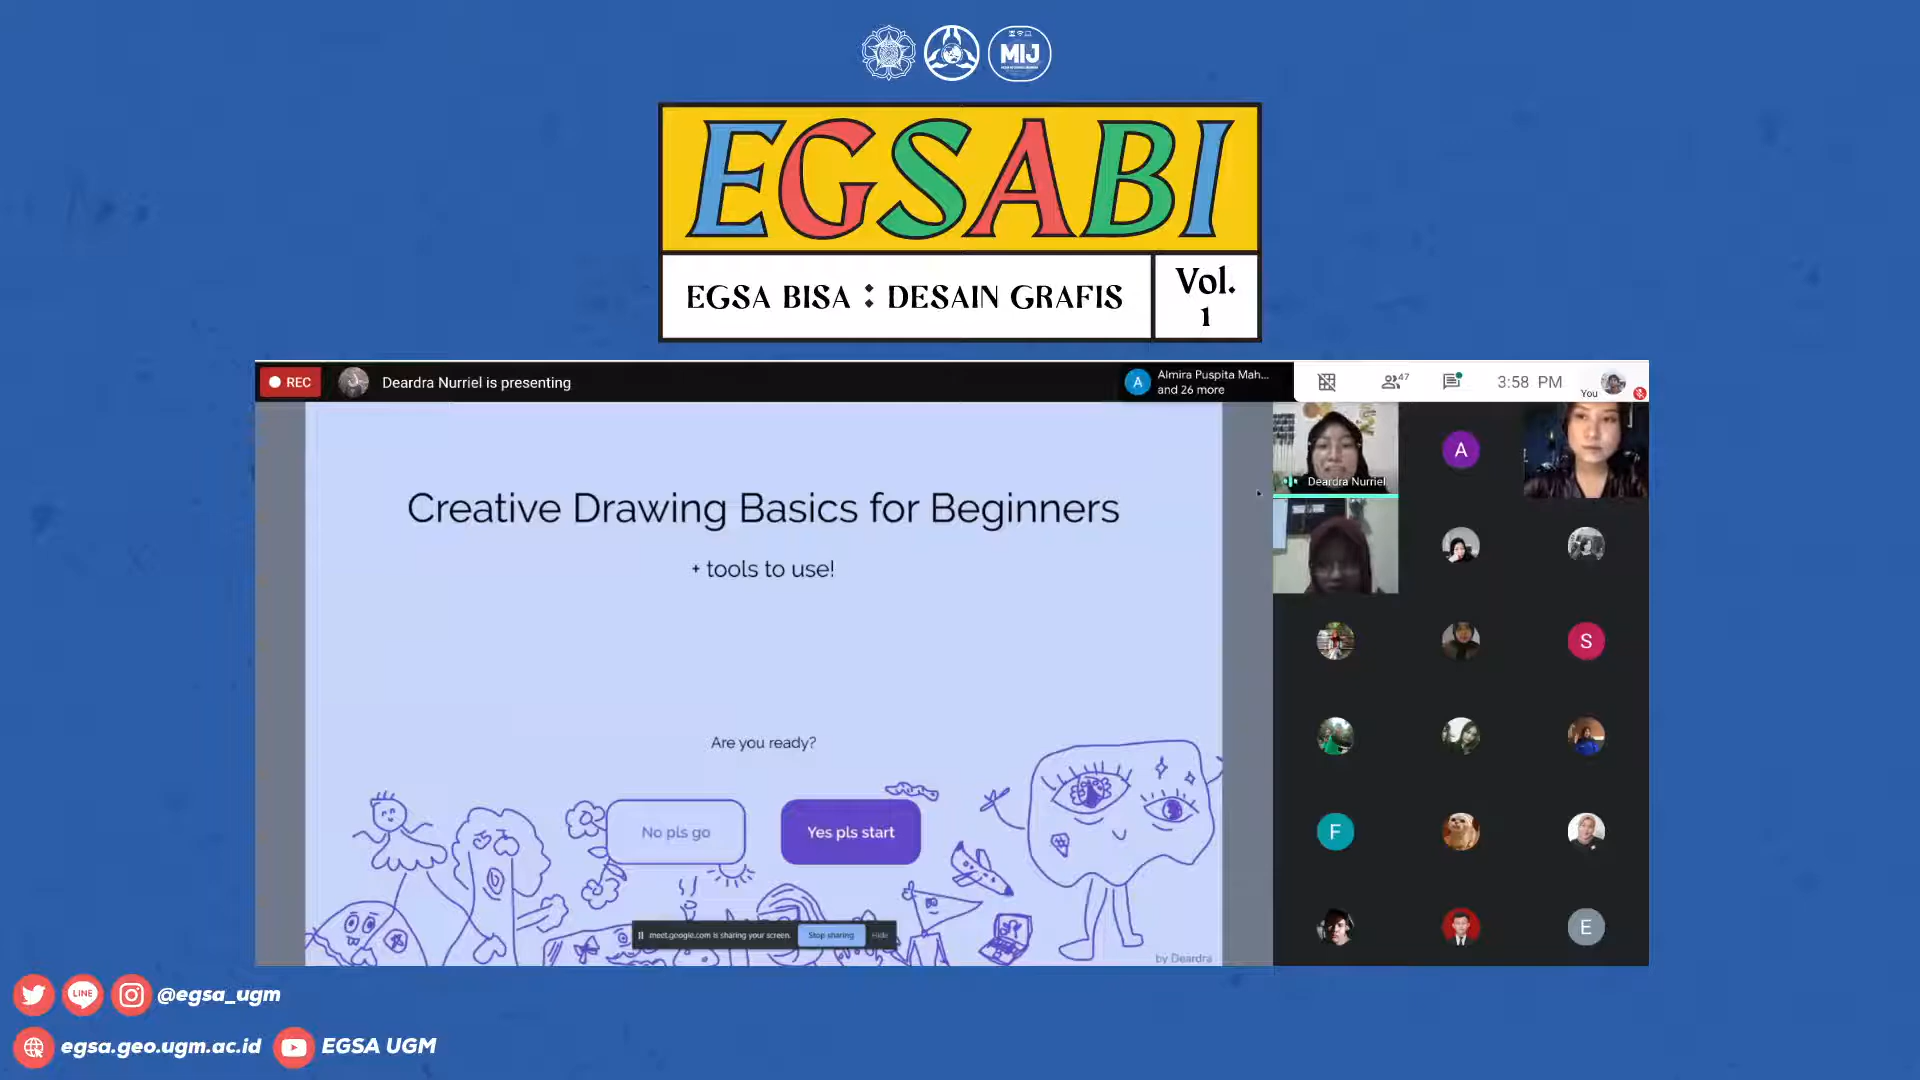 MIJ
EGSABI
EGSA BISA : DESAIN GRAFIS
Vol.
1
REC
Deardra Nurriel is presenting
A
Almira Puspita Mah...
and 26 more
47
3:58 PM
You
Creative Drawing Basics for Beginners
+ tools to use!
Are you ready?
No pls go
Yes pls start
meet.google.com is sharing your screen.
Stop sharing
Hide
by Deardra
Deardra Nurriel
A
S
F
E
LINE
@egsa_ugm
egsa.geo.ugm.ac.id
EGSA UGM